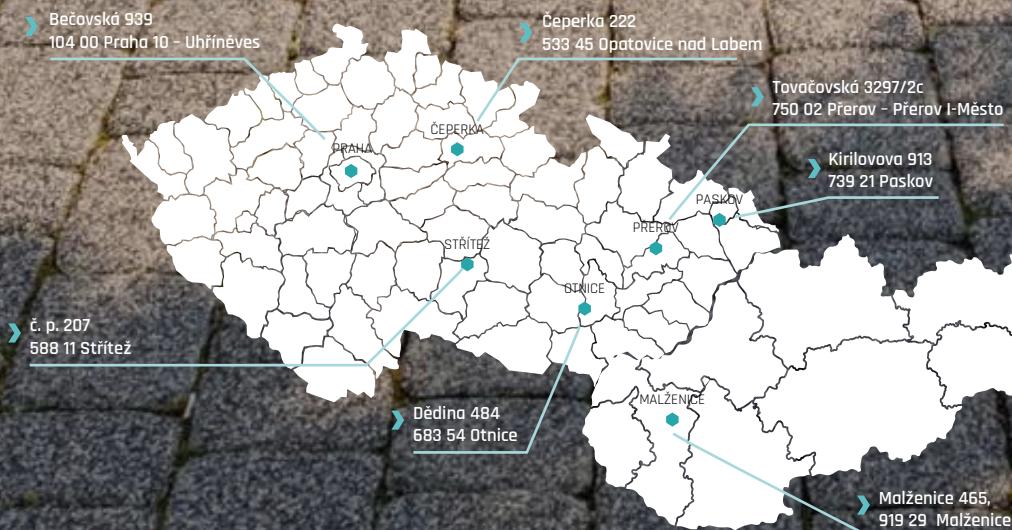 Bečovská 939
104 00 Praha 10 – Uhříněves
Čeperka 222
533 45 Opatovice nad Labem
Tovačovská 3297/2c
750 02 Přerov – Přerov I-Město
Kirilovova 913
739 21 Paskov
ČEPERKA
PRAHA
PASKOV
PŘEROV
STŘÍTEŽ
OTNICE
č. p. 207
588 11 Střítež
MALŽENICE
Dědina 484
683 54 Otnice
Malženice 465,
919 29 Malženice